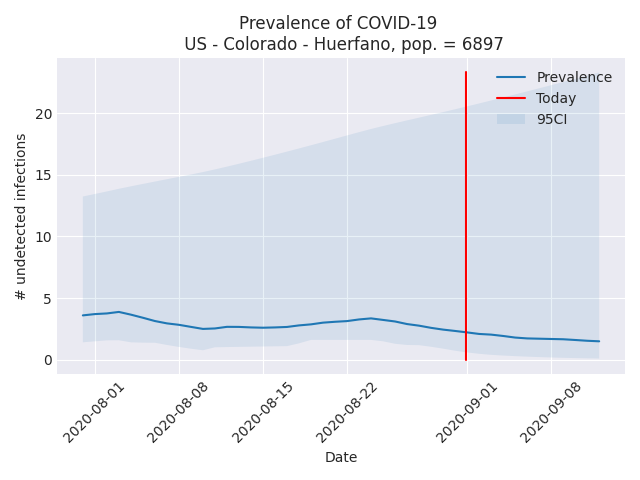 Prevalence of COVID-19
US - Colorado - Huerfano, pop. = 6897
# undetected infections
20
15
10
5
0
Prevalence
Today
95CI
2020-08-01
2020-08-08
2020-08-15
2020-08-22
2020-09-01
2020-09-08
Date